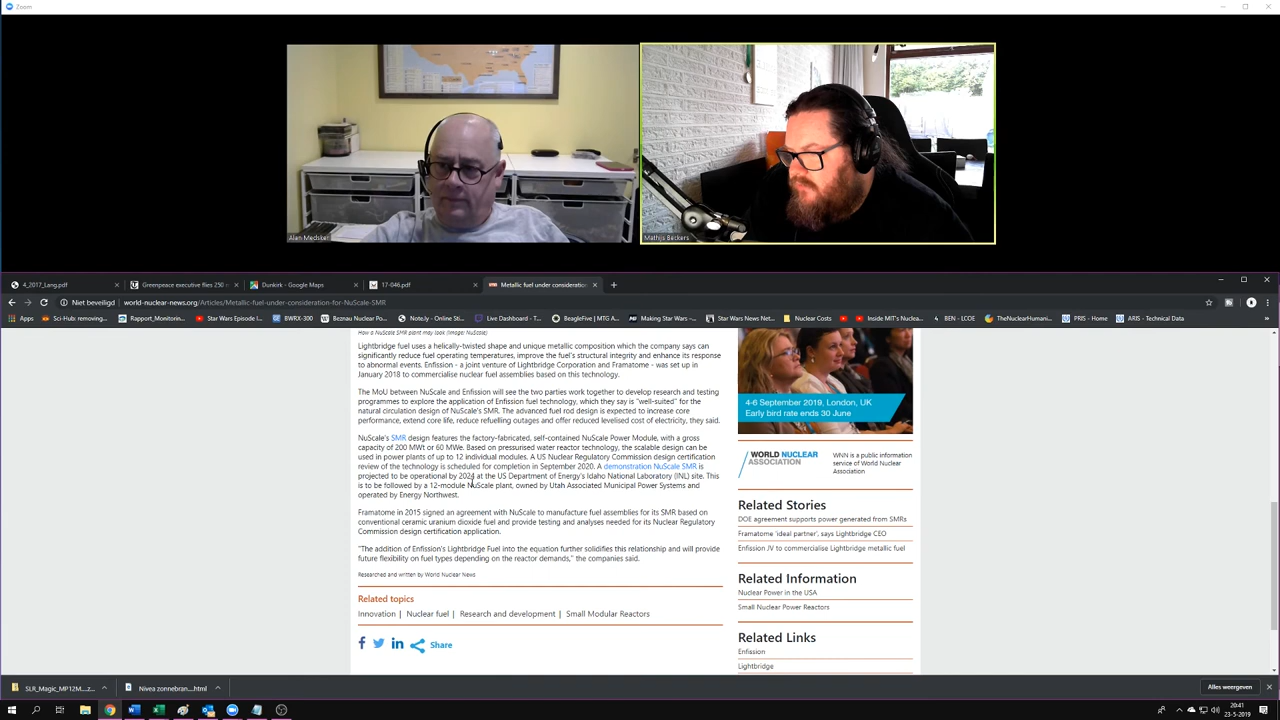 Zoom
Alan Medsker
Mathijs Beckers
4_2017_Lang.pdf
Greenpeace executive flies 250
Dunkirk - Google Maps
17-046.pdf
Metallic fuel under consideration
Niet beveiligd | world-nuclear-news.org/Articles/Metallic-fuel-under-consideration-for-NuScale-SMR
Apps
Sci-Hub: removing...
Rapport_Monitorin...
Star Wars Episode I...
BWRX-300
Beznau Nuclear Po...
Note.ly - Online Sti...
Live Dashboard - T...
BeagleFive | MTG A...
Making Star Wars –...
Star Wars News Net...
Nuclear Costs
Inside MIT's Nuclea...
BEN - LCOE
TheNuclearHumani...
PRIS - Home
ARIS - Technical Data
»
How a NuScale SMR plant may look (Image: NuScale)
Lightbridge fuel uses a helically-twisted shape and unique metallic composition which the company says can
significantly reduce fuel operating temperatures, improve the fuel's structural integrity and enhance its response
to abnormal events. Enfission - a joint venture of Lightbridge Corporation and Framatome - was set up in
January 2018 to commercialise nuclear fuel assemblies based on this technology.
The MoU between NuScale and Enfission will see the two parties work together to develop research and testing
programmes to explore the application of Enfission fuel technology, which they say is "well-suited" for the
natural circulation design of NuScale's SMR. The advanced fuel rod design is expected to increase core
performance, extend core life, reduce refuelling outages and offer reduced levelised cost of electricity, they said.
NuScale's SMR design features the factory-fabricated, self-contained NuScale Power Module, with a gross
capacity of 200 MWt or 60 MWe. Based on pressurised water reactor technology, the scalable design can be
used in power plants of up to 12 individual modules. A US Nuclear Regulatory Commission design certification
review of the technology is scheduled for completion in September 2020. A demonstration NuScale SMR is
projected to be operational by 2024 at the US Department of Energy's Idaho National Laboratory (INL) site. This
is to be followed by a 12-module NuScale plant, owned by Utah Associated Municipal Power Systems and
operated by Energy Northwest.
Framatome in 2015 signed an agreement with NuScale to manufacture fuel assemblies for its SMR based on
conventional ceramic uranium dioxide fuel and provide testing and analyses needed for its Nuclear Regulatory
Commission design certification application.
"The addition of Enfission's Lightbridge Fuel into the equation further solidifies this relationship and will provide
future flexibility on fuel types depending on the reactor demands," the companies said.
Researched and written by World Nuclear News
Related topics
Innovation | Nuclear fuel | Research and development | Small Modular Reactors
Share
4-6 September 2019, London, UK
Early bird rate ends 30 June
WORLD NUCLEAR
ASSOCIATION
WNN is a public information
service of World Nuclear
Association
Related Stories
DOE agreement supports power generated from SMRs
Framatome 'ideal partner', says Lightbridge CEO
Enfission JV to commercialise Lightbridge metallic fuel
Related Information
Nuclear Power in the USA
Small Nuclear Power Reactors
Related Links
Enfission
Lightbridge
SLR_Magic_MP12M....z...
Nivea zonnebran....html
Alles weergeven
20:41
23-5-2019